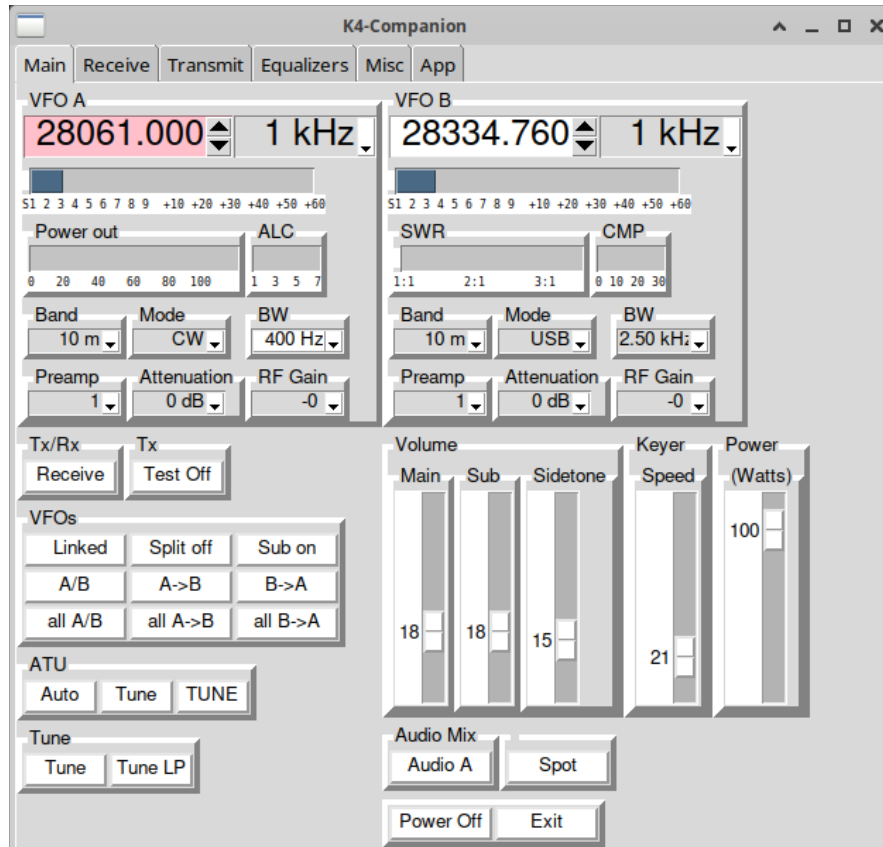 K4-Companion
Main Receive Transmit Equalizers Misc App
VFO A VFO B
28061.000 1 kHz 28334.760 1 kHz
S1 2 3 4 5 6 7 8 9 +10 +20 +30 +40 +50 +60 S1 2 3 4 5 6 7 8 9 +10 +20 +30 +40 +50 +60
Power out ALC SWR CMP
0 20 40 60 80 100 1 3 5 7 1:1 2:1 3:1 0 10 20 30
Band Mode BW Band Mode BW
10 m CW 400 Hz 10 m USB 2.50 kHz
Preamp Attenuation RF Gain Preamp Attenuation RF Gain
1 0 dB -0 1 0 dB -0
Tx/Rx Tx Volume Keyer Power
Receive Test Off Main Sub Sidetone Speed (Watts)
VFOs
Linked Split off Sub on 100
A/B A->B B->A
all A/B all A->B all B->A 18 18 15
21
ATU
Auto Tune TUNE
Tune Audio Mix
Tune Tune LP Audio A Spot
Power Off Exit